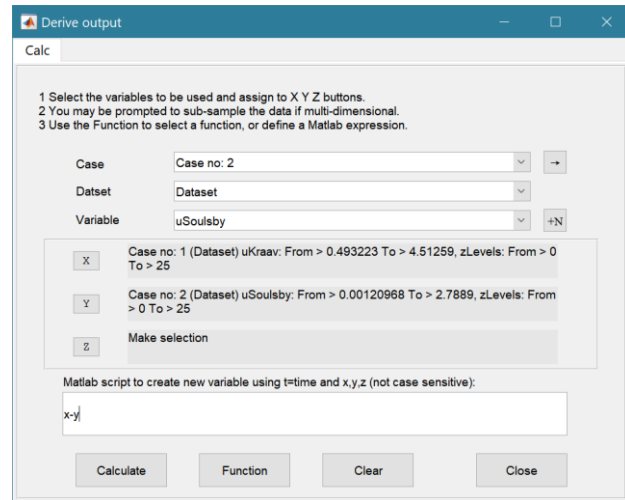 Derive output
Calc
1 Select the variables to be used and assign to X Y Z buttons.
2 You may be prompted to sub-sample the data if multi-dimensional.
3 Use the Function to select a function, or define a Matlab expression.
Case
Case no: 2
→
Datset
Dataset
Variable
uSoulsby
+N
X
Case no: 1 (Dataset) uKraav: From > 0.493223 To > 4.51259, zLevels: From > 0
To > 25
Y
Case no: 2 (Dataset) uSoulsby: From > 0.00120968 To > 2.7889, zLevels: From
> 0 To > 25
Z
Make selection
Matlab script to create new variable using t=time and x,y,z (not case sensitive):
x-y
Calculate
Function
Clear
Close